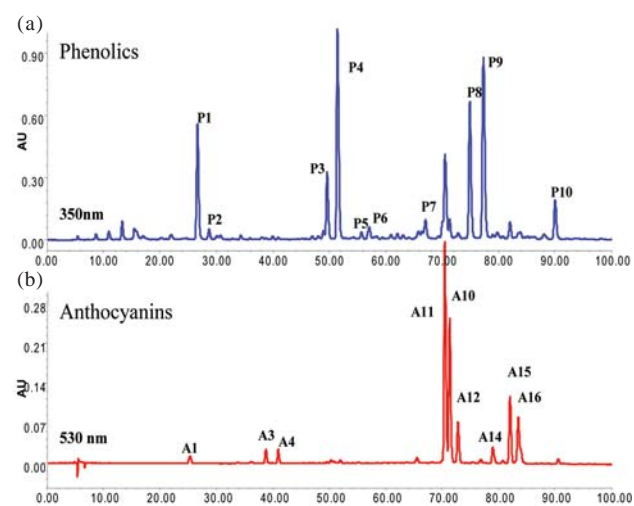 (a)
Phenolics
0.90
0.60
0.30
0.00
AU
350nm
P1
P2
P3
P4
P5
P6
P7
P8
P9
P10
0.00 10.00 20.00 30.00 40.00 50.00 60.00 70.00 80.00 90.00 100.00
(b)
Anthocyanins
0.28
0.21
0.14
0.07
0.00
AU
530 nm
A1
A3
A4
A11
A10
A12
A14
A15
A16
0.00 10.00 20.00 30.00 40.00 50.00 60.00 70.00 80.00 90.00 100.00